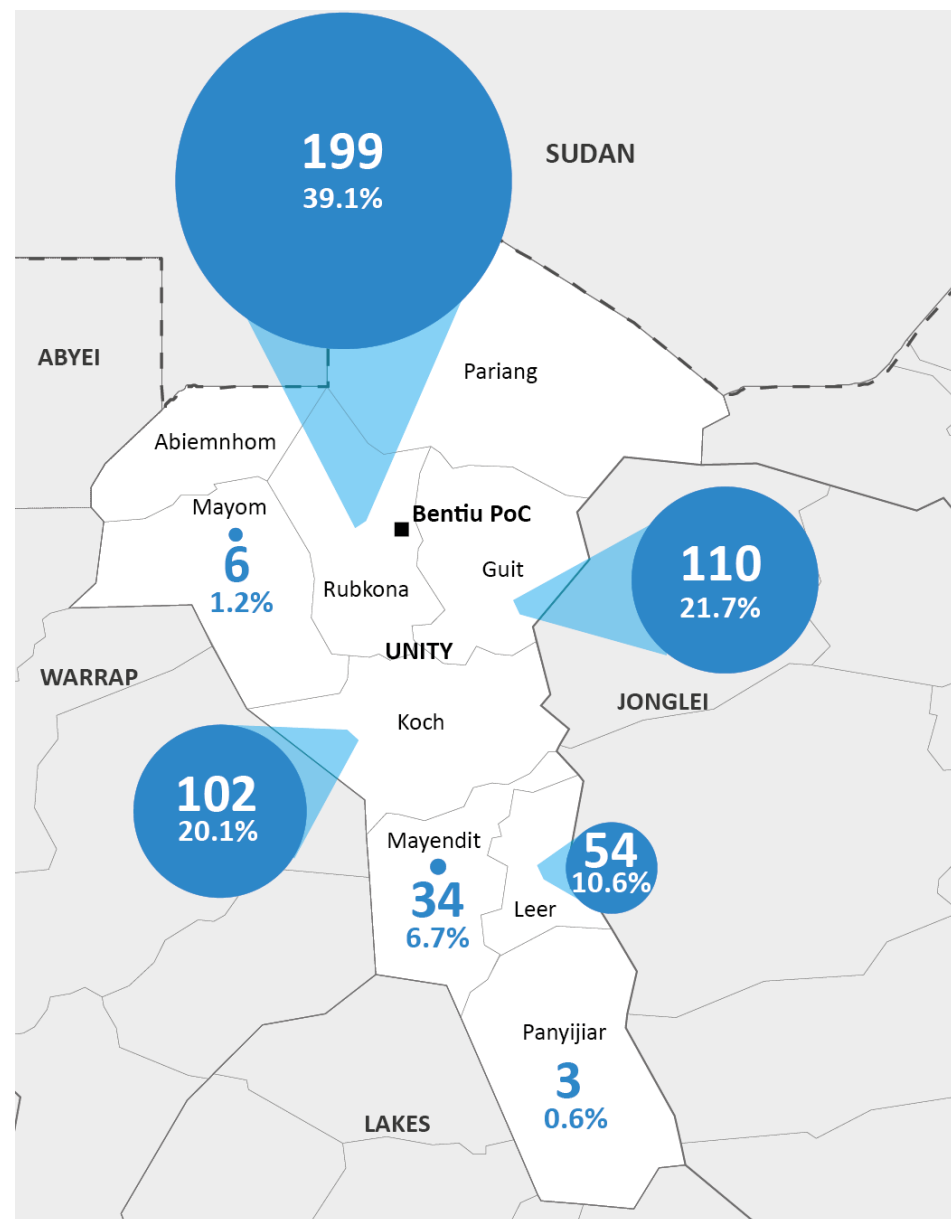 199
39.1%
SUDAN
ABYEI
Pariang
Abiemnhom
Mayom
6
1.2%
Bentiu PoC
Rubkona
Guit
110
21.7%
UNITY
WARRAP
JONGLEI
Koch
102
20.1%
Mayendit
34
6.7%
54
10.6%
Leer
Panyijiar
3
0.6%
LAKES